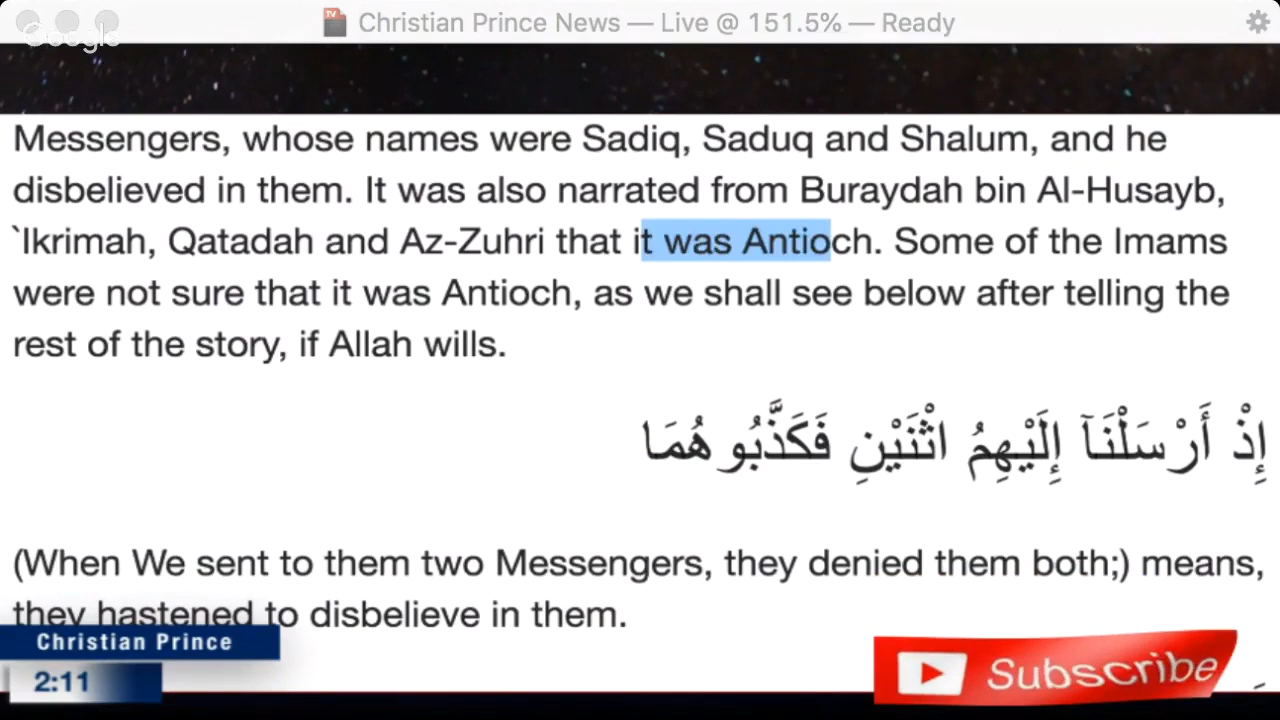 Christian Prince News — Live @ 151.5% — Ready
Google
Messengers, whose names were Sadiq, Saduq and Shalum, and he
disbelieved in them. It was also narrated from Buraydah bin Al-Husayb,
`Ikrimah, Qatadah and Az-Zuhri that it was Antioch. Some of the Imams
were not sure that it was Antioch, as we shall see below after telling the
rest of the story, if Allah wills.
إِذْ أَرْسَلْنَآ إِلَيْهِمُ اثْنَيْنِ فَكَذَّبُوهُمَا
(When We sent to them two Messengers, they denied them both;) means,
they hastened to disbelieve in them.
Christian Prince
2:11
Subscribe